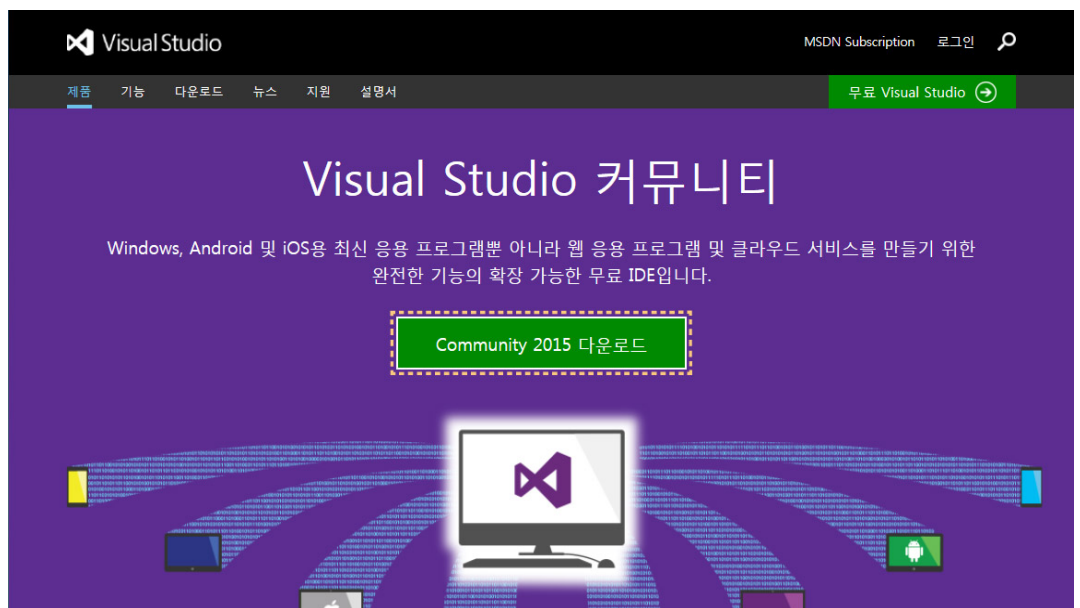 Visual Studio
MSDN Subscription 로그인
제품 기능 다운로드 뉴스 지원 설명서
무료 Visual Studio
Visual Studio 커뮤니티
Windows, Android 및 iOS용 최신 응용 프로그램뿐 아니라 웹 응용 프로그램 및 클라우드 서비스를 만들기 위한
완전한 기능의 확장 가능한 무료 IDE입니다.
Community 2015 다운로드